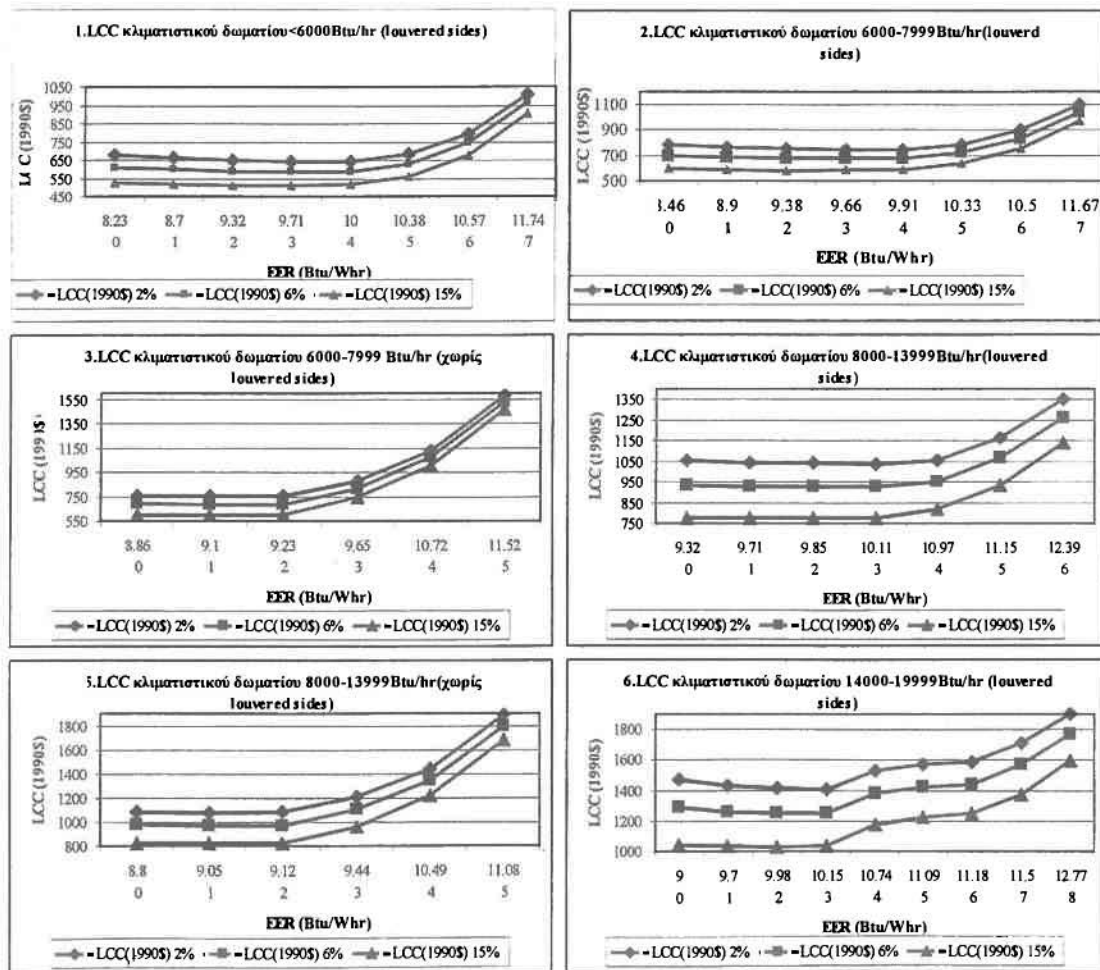 1.LCC κλιματιστικού δωματίου<6000Btu/hr (louvered sides)
LCC (1990$)
1050
950
850
750
650
550
450
8.23 8.7 9.32 9.71 10 10.38 10.57 11.74
0 1 2 3 4 5 6 7
EER (Btu/Whr)
LCC(1990$) 2% LCC(1990$) 6% LCC(1990$) 15%
2.LCC κλιματιστικού δωματίου 6000-7999Btu/hr(louverd
sides)
LCC (1990$)
1100
900
700
500
8.46 8.9 9.38 9.66 9.91 10.33 10.5 11.67
0 1 2 3 4 5 6 7
EER (Btu/Whr)
LCC(1990$) 2% LCC(1990$) 6% LCC(1990$) 15%
3.LCC κλιματιστικού δωματίου 6000-7999 Btu/hr (χωρίς
louvered sides)
LCC (1990$)
1550
1350
1150
950
750
550
8.86 9.1 9.23 9.65 10.72 11.52
0 1 2 3 4 5
EER (Btu/Whr)
LCC(1990$) 2% LCC(1990$) 6% LCC(1990$) 15%
4.LCC κλιματιστικού δωματίου 8000-13999Btu/hr(louvered
sides)
LCC (1990$)
1350
1250
1150
1050
950
850
750
9.32 9.71 9.85 10.11 10.97 11.15 12.39
0 1 2 3 4 5 6
EER (Btu/Whr)
LCC(1990$) 2% LCC(1990$) 6% LCC(1990$) 15%
5.LCC κλιματιστικού δωματίου 8000-13999Btu/hr(χωρίς
louvered sides)
LCC (1990$)
1800
1600
1400
1200
1000
800
8.8 9.05 9.12 9.44 10.49 11.08
0 1 2 3 4 5
EER (Btu/Whr)
LCC(1990$) 2% LCC(1990$) 6% LCC(1990$) 15%
6.LCC κλιματιστικού δωματίου 14000-19999Btu/hr (louvered
sides)
LCC (1990$)
1800
1600
1400
1200
1000
9 9.7 9.98 10.15 10.74 11.09 11.18 11.5 12.77
0 1 2 3 4 5 6 7 8
EER (Btu/Whr)
LCC(1990$) 2% LCC(1990$) 6% LCC(1990$) 15%